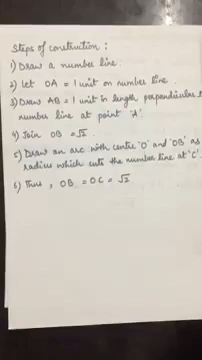 Steps of construction :
1) Draw a number line.
2) Let OA = 1 unit on number line.
3) Draw AB = 1 unit in length perpendicular
number line at point 'A'.
4) Join OB = √2.
5) Draw an arc with centre 'O' and 'OB' as
radius which cuts the number line at 'C'.
6) Thus, OB = OC = √2